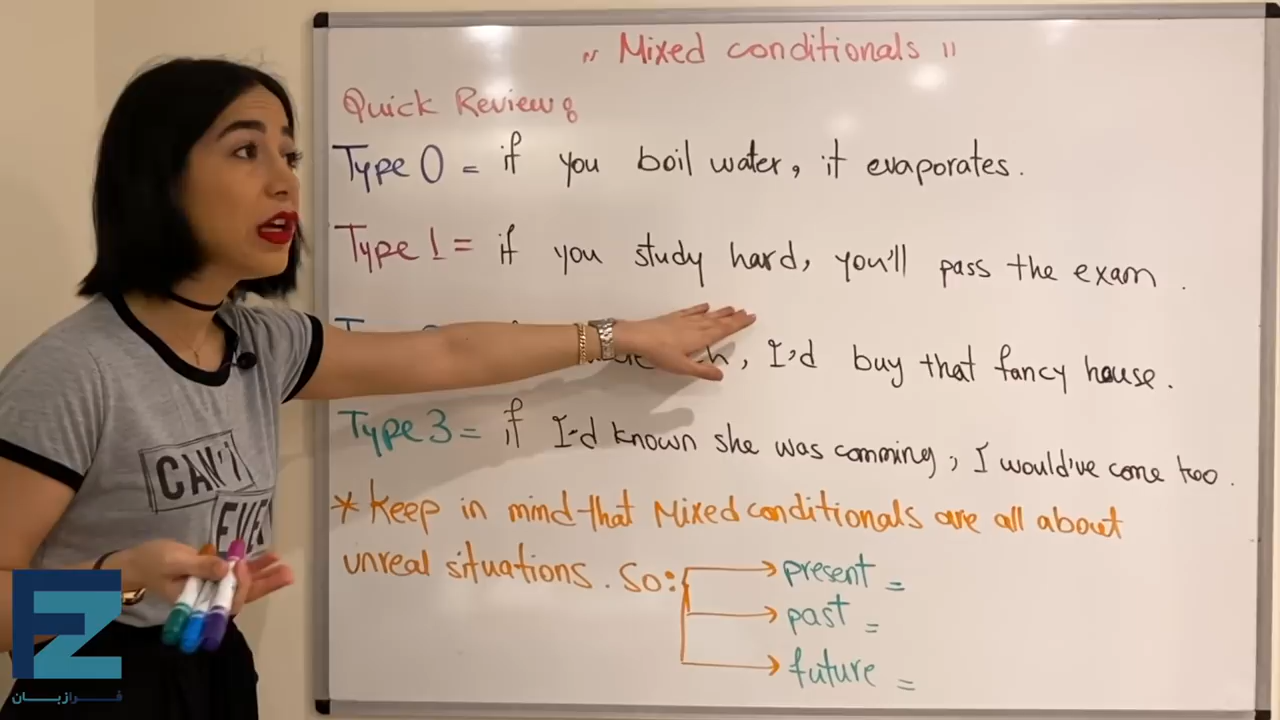 " Mixed conditionals "
Quick Review:
Type 0 = if you boil water, it evaporates.
Type 1 = if you study hard, you'll pass the exam.
, I'd buy that fancy house.
Type 3 = if I'd known she was comming, I would've come too.
* Keep in mind that Mixed conditionals are all about
unreal situations. So:
present =
past =
future =
CAN'T
EVEN
FZ
فرازبان